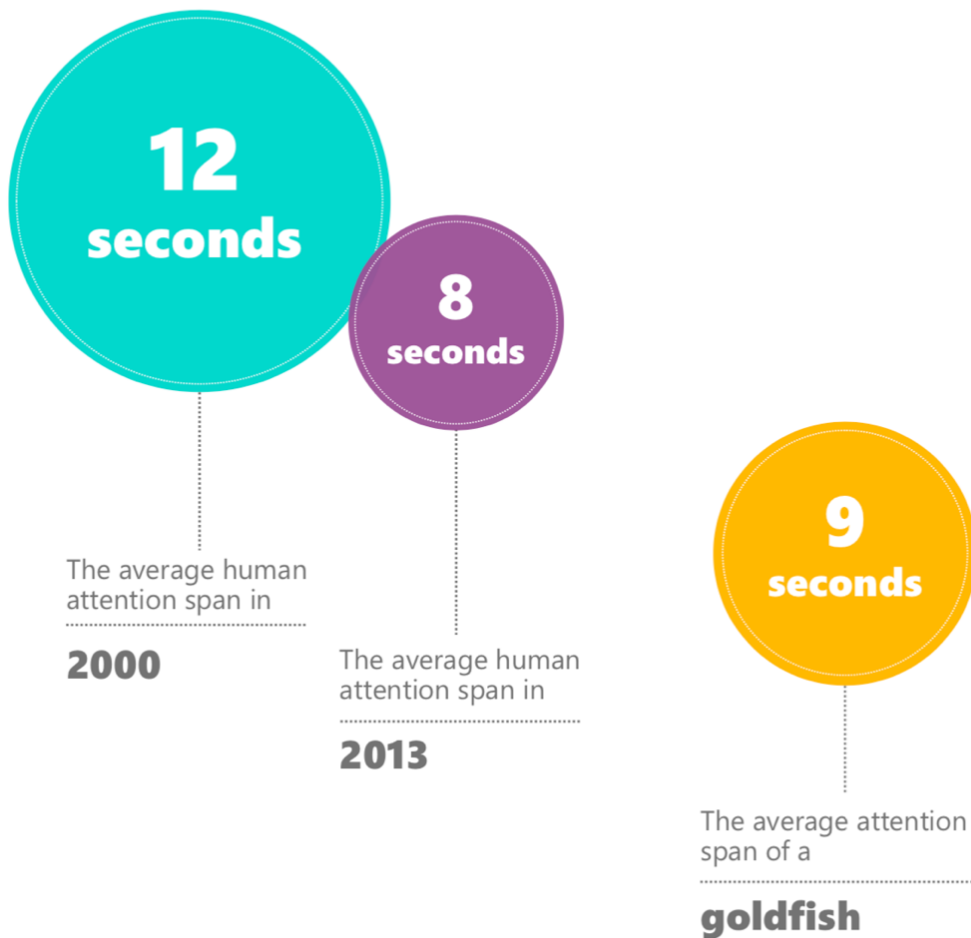 12
seconds
The average human
attention span in
2000
8
seconds
The average human
attention span in
2013
9
seconds
The average attention
span of a
goldfish